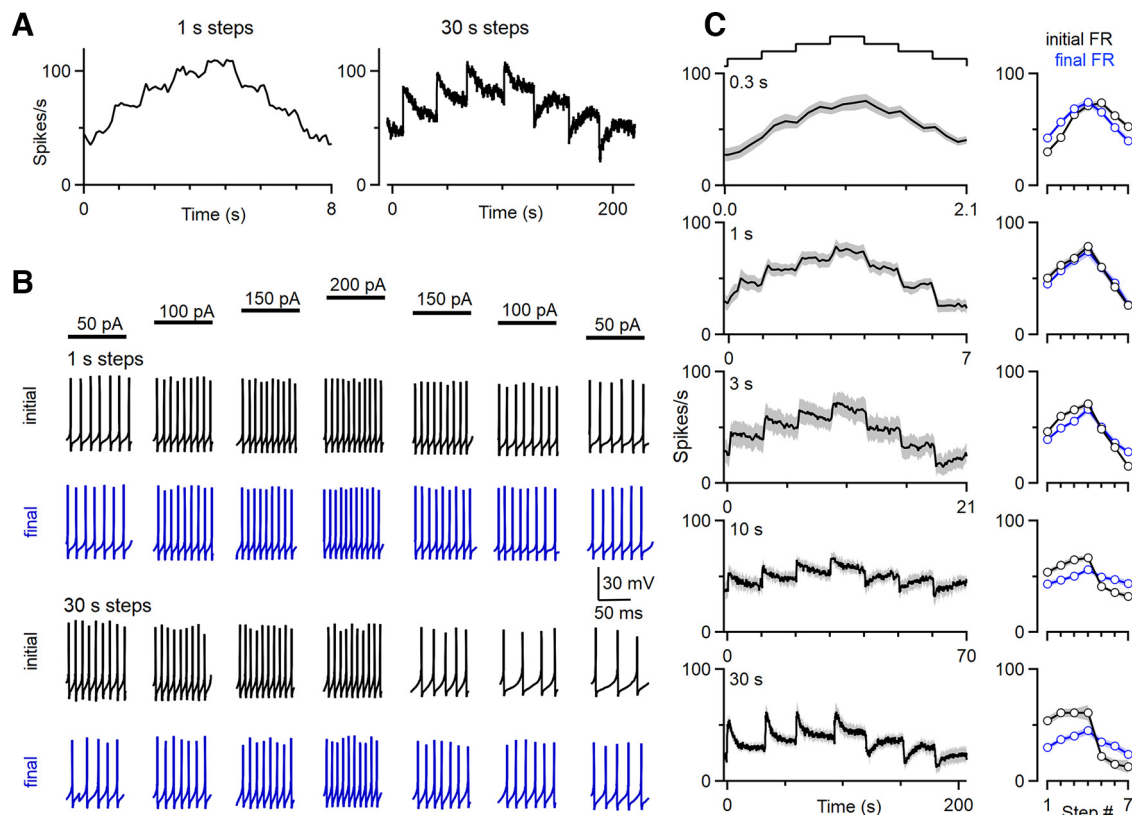 A
1 s steps
30 s steps
100
0
Spikes/s
0
8
Time (s)
100
0
0
200
Time (s)
B
50 pA
100 pA
150 pA
200 pA
150 pA
100 pA
50 pA
1 s steps
initial
final
30 mV
50 ms
30 s steps
initial
final
C
initial FR
final FR
100
0.3 s
0
0.0
2.1
100
0
100
1 s
0
0
7
100
0
100
3 s
Spikes/s
0
0
21
100
0
100
10 s
0
0
70
100
0
100
30 s
0
0
200
Time (s)
100
0
1
7
Step #